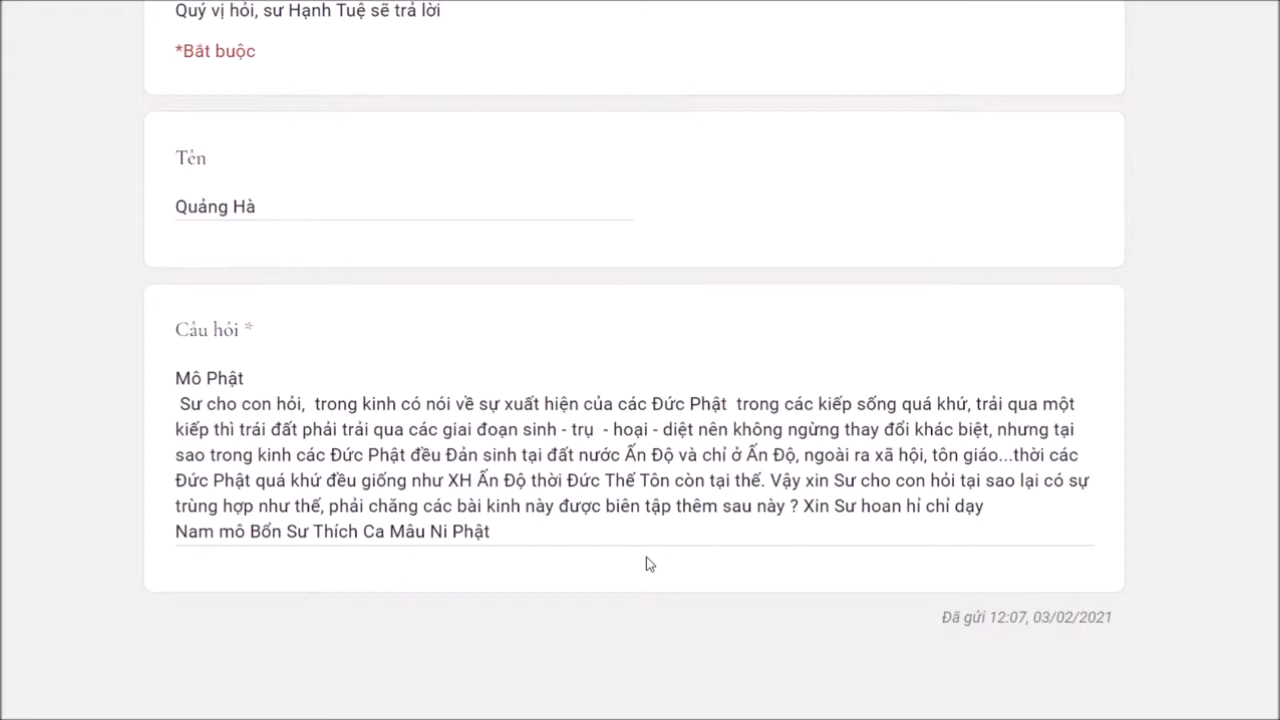 Quý vị hỏi, sư Hạnh Tuệ sẽ trả lời
*Bắt buộc
Tên
Quảng Hà
Câu hỏi *
Mô Phật
Sư cho con hỏi, trong kinh có nói về sự xuất hiện của các Đức Phật trong các kiếp sống quá khứ, trải qua một
kiếp thì trái đất phải trải qua các giai đoạn sinh - trụ - hoại - diệt nên không ngừng thay đổi khác biệt, nhưng tại
sao trong kinh các Đức Phật đều Đản sinh tại đất nước Ấn Độ và chỉ ở Ấn Độ, ngoài ra xã hội, tôn giáo...thời các
Đức Phật quá khứ đều giống như XH Ấn Độ thời Đức Thế Tôn còn tại thế. Vậy xin Sư cho con hỏi tại sao lại có sự
trùng hợp như thế, phải chăng các bài kinh này được biên tập thêm sau này ? Xin Sư hoan hỉ chỉ dạy
Nam mô Bổn Sư Thích Ca Mâu Ni Phật
Đã gửi 12:07, 03/02/2021